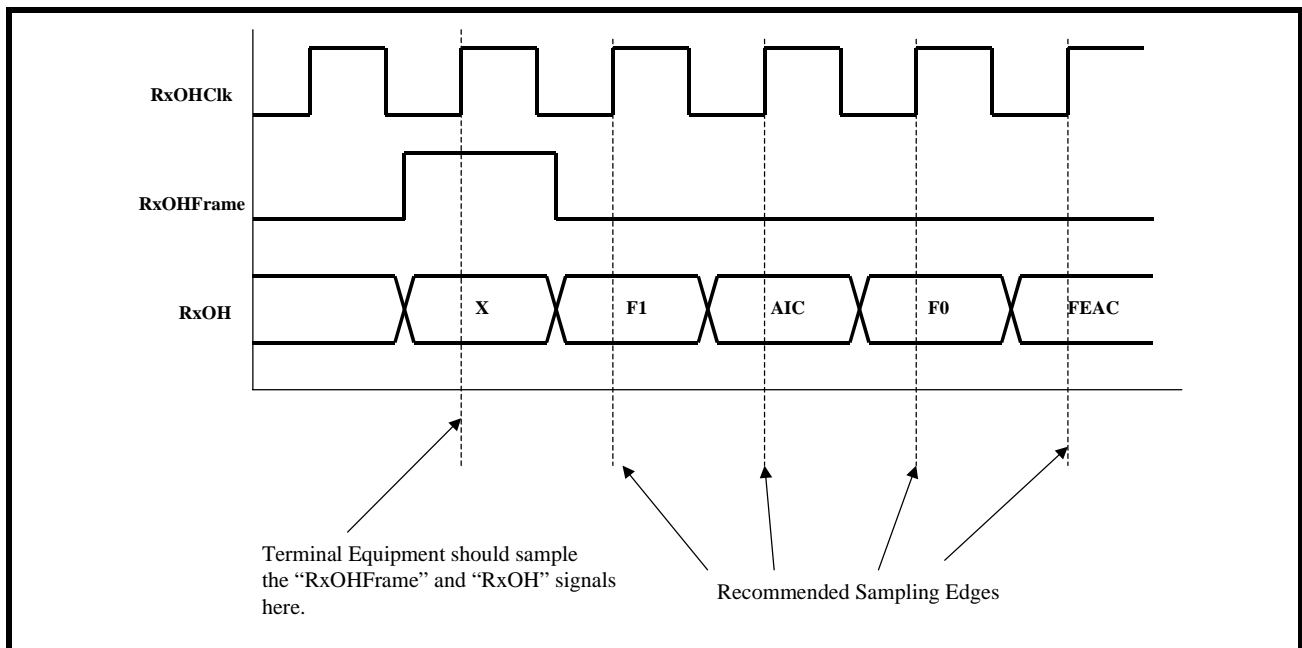 RxOHClk
RxOHFrame
RxOH
X
F1
AIC
F0
FEAC
Terminal Equipment should sample
the “RxOHFrame” and “RxOH” signals
here.
Recommended Sampling Edges